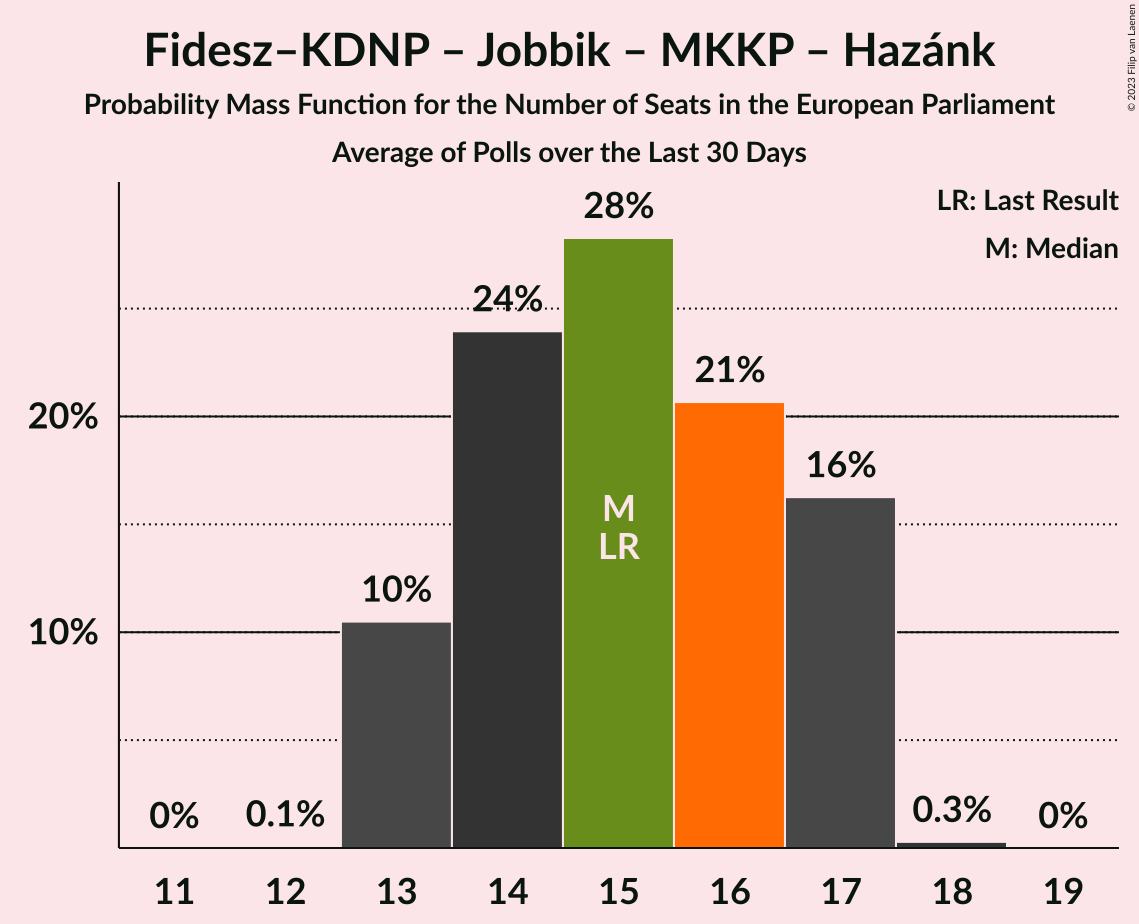 Fidesz–KDNP – Jobbik – MKKP – Hazánk
Probability Mass Function for the Number of Seats in the European Parliament
Average of Polls over the Last 30 Days
© 2023 Filip van Laenen
LR: Last Result
M: Median
28%
24%
21%
20%
16%
M
LR
10%
10%
0%
0.1%
0.3%
0%
11 12 13 14 15 16 17 18 19